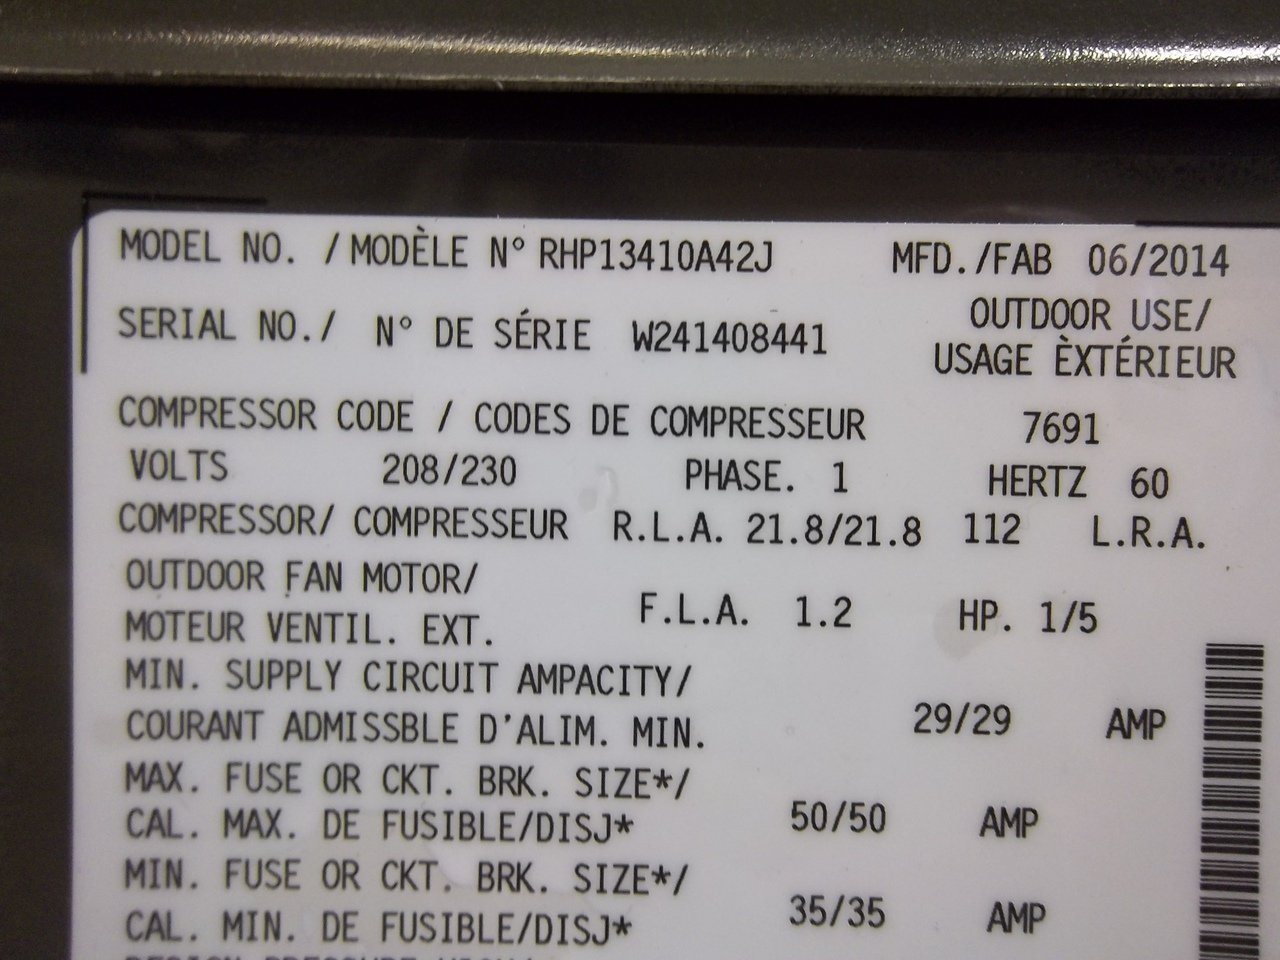 MODEL NO. / MODÈLE N° RHP13410A42J MFD./FAB 06/2014
SERIAL NO./ N° DE SÉRIE W241408441 OUTDOOR USE/
USAGE ÈXTÉRIEUR
COMPRESSOR CODE / CODES DE COMPRESSEUR 7691
VOLTS 208/230 PHASE. 1 HERTZ 60
COMPRESSOR/ COMPRESSEUR R.L.A. 21.8/21.8 112 L.R.A.
OUTDOOR FAN MOTOR/
MOTEUR VENTIL. EXT. F.L.A. 1.2 HP. 1/5
MIN. SUPPLY CIRCUIT AMPACITY/
COURANT ADMISSBLE D'ALIM. MIN. 29/29 AMP
MAX. FUSE OR CKT. BRK. SIZE*/
CAL. MAX. DE FUSIBLE/DISJ* 50/50 AMP
MIN. FUSE OR CKT. BRK. SIZE*/
CAL. MIN. DE FUSIBLE/DISJ* 35/35 AMP